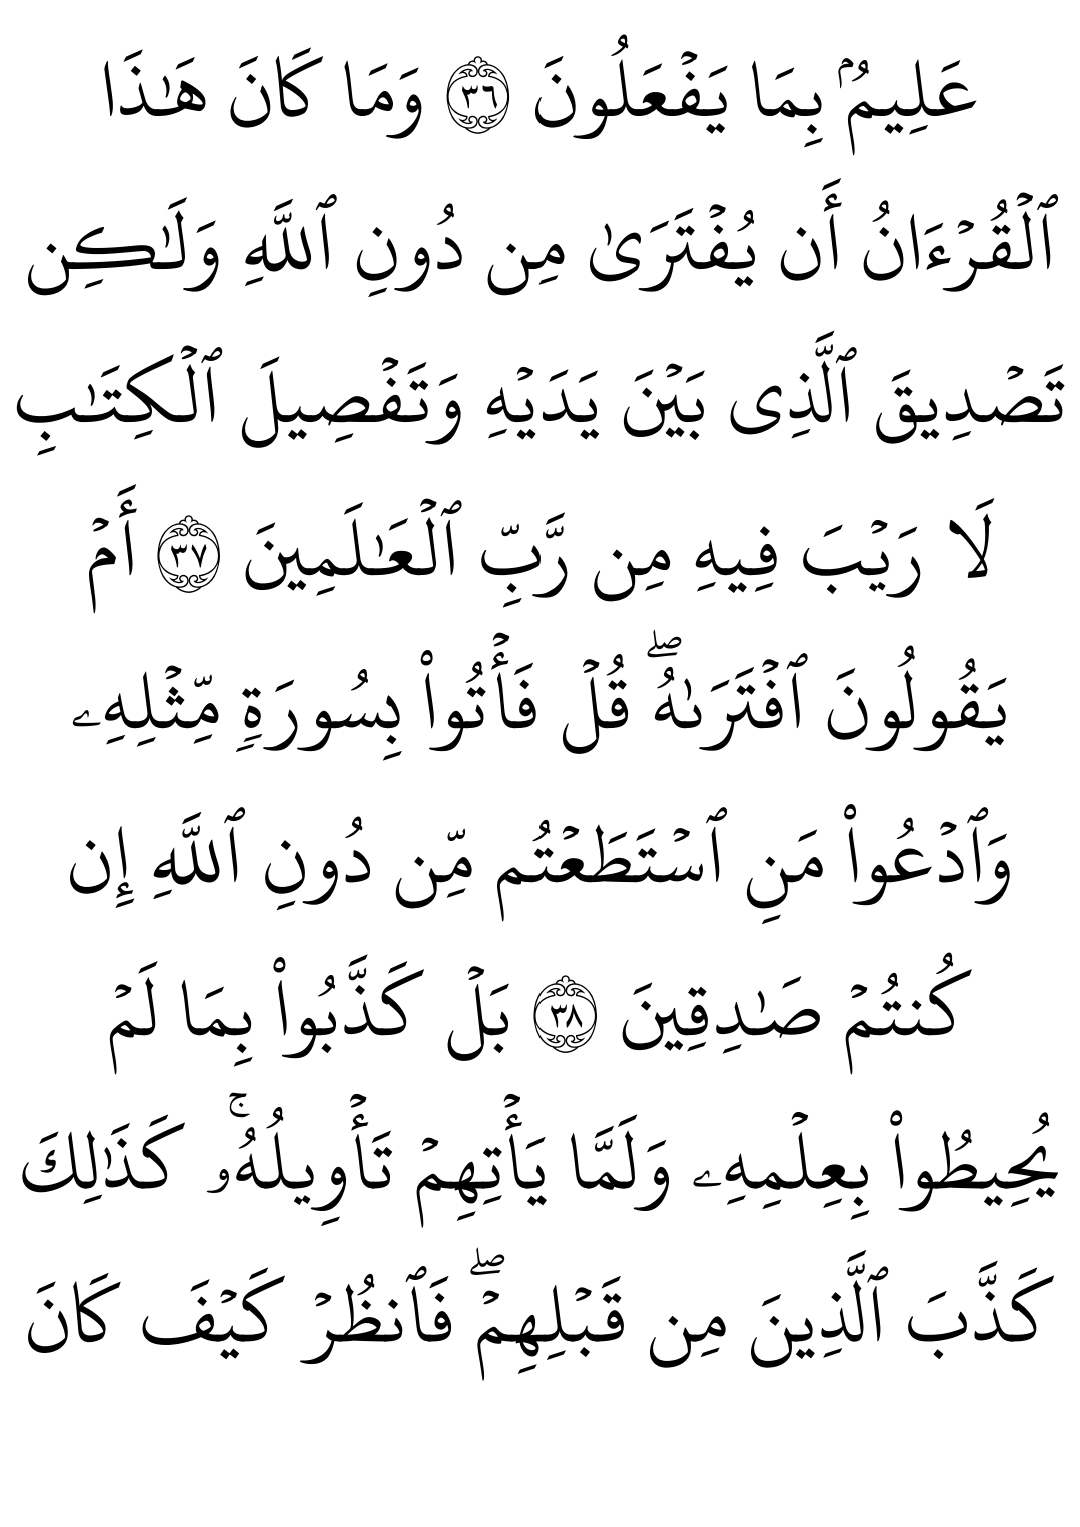 عَلِيمُۢ بِمَا يَفۡعَلُونَ ٣٦ وَمَا كَانَ هَـٰذَا
ٱلۡقُرۡءَانُ أَن يُفۡتَرَىٰ مِن دُونِ ٱللَّهِ وَلَـٰكِن
تَصۡدِيقَ ٱلَّذِی بَيۡنَ يَدَيۡهِ وَتَفۡصِيلَ ٱلۡكِتَـٰبِ
لَا رَيۡبَ فِيهِ مِن رَّبِّ ٱلۡعَـٰلَمِينَ ٣٧ أَمۡ
يَقُولُونَ ٱفۡتَرَىٰهُۖ قُلۡ فَأۡتُوا۟ بِسُورَةࣲ مِّثۡلِهِۦ
وَٱدۡعُوا۟ مَنِ ٱسۡتَطَعۡتُم مِّن دُونِ ٱللَّهِ إِن
كُنتُمۡ صَـٰدِقِينَ ٣٨ بَلۡ كَذَّبُوا۟ بِمَا لَمۡ
يُحِيطُوا۟ بِعِلۡمِهِۦ وَلَمَّا يَأۡتِهِمۡ تَأۡوِيلُهُۥۚ كَذَٰلِكَ
كَذَّبَ ٱلَّذِينَ مِن قَبۡلِهِمۡۖ فَٱنظُرۡ كَيۡفَ كَانَ